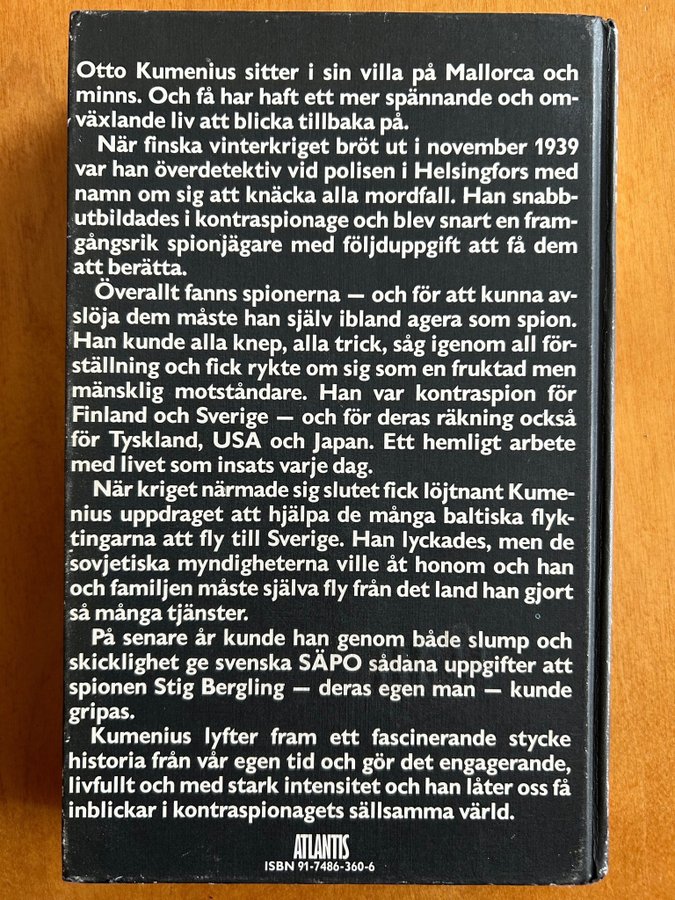 Otto Kumenius sitter i sin villa på Mallorca och
minns. Och få har haft ett mer spännande och om-
växlande liv att blicka tillbaka på.
När finska vinterkriget bröt ut i november 1939
var han överdetektiv vid polisen i Helsingfors med
namn om sig att knäcka alla mordfall. Han snabb-
utbildades i kontraspionage och blev snart en fram-
gångsrik spionjägare med följduppgift att få dem
att berätta.
Överallt fanns spionerna — och för att kunna av-
slöja dem måste han själv ibland agera som spion.
Han kunde alla knep, alla trick, såg igenom all för-
ställning och fick rykte om sig som en fruktad men
mänsklig motståndare. Han var kontraspion för
Finland och Sverige — och för deras räkning också
för Tyskland, USA och Japan. Ett hemligt arbete
med livet som insats varje dag.
När kriget närmade sig slutet fick löjtnant Kume-
nius uppdraget att hjälpa de många baltiska flyk-
tingarna att fly till Sverige. Han lyckades, men de
sovjetiska myndigheterna ville åt honom och han
och familjen måste själva fly från det land han gjort
så många tjänster.
På senare år kunde han genom både slump och
skicklighet ge svenska SÄPO sådana uppgifter att
spionen Stig Bergling — deras egen man — kunde
gripas.
Kumenius lyfter fram ett fascinerande stycke
historia från vår egen tid och gör det engagerande,
livfullt och med stark intensitet och han låter oss få
inblickar i kontraspionagets sällsamma värld.
ATLANTIS
ISBN 91-7486-360-6